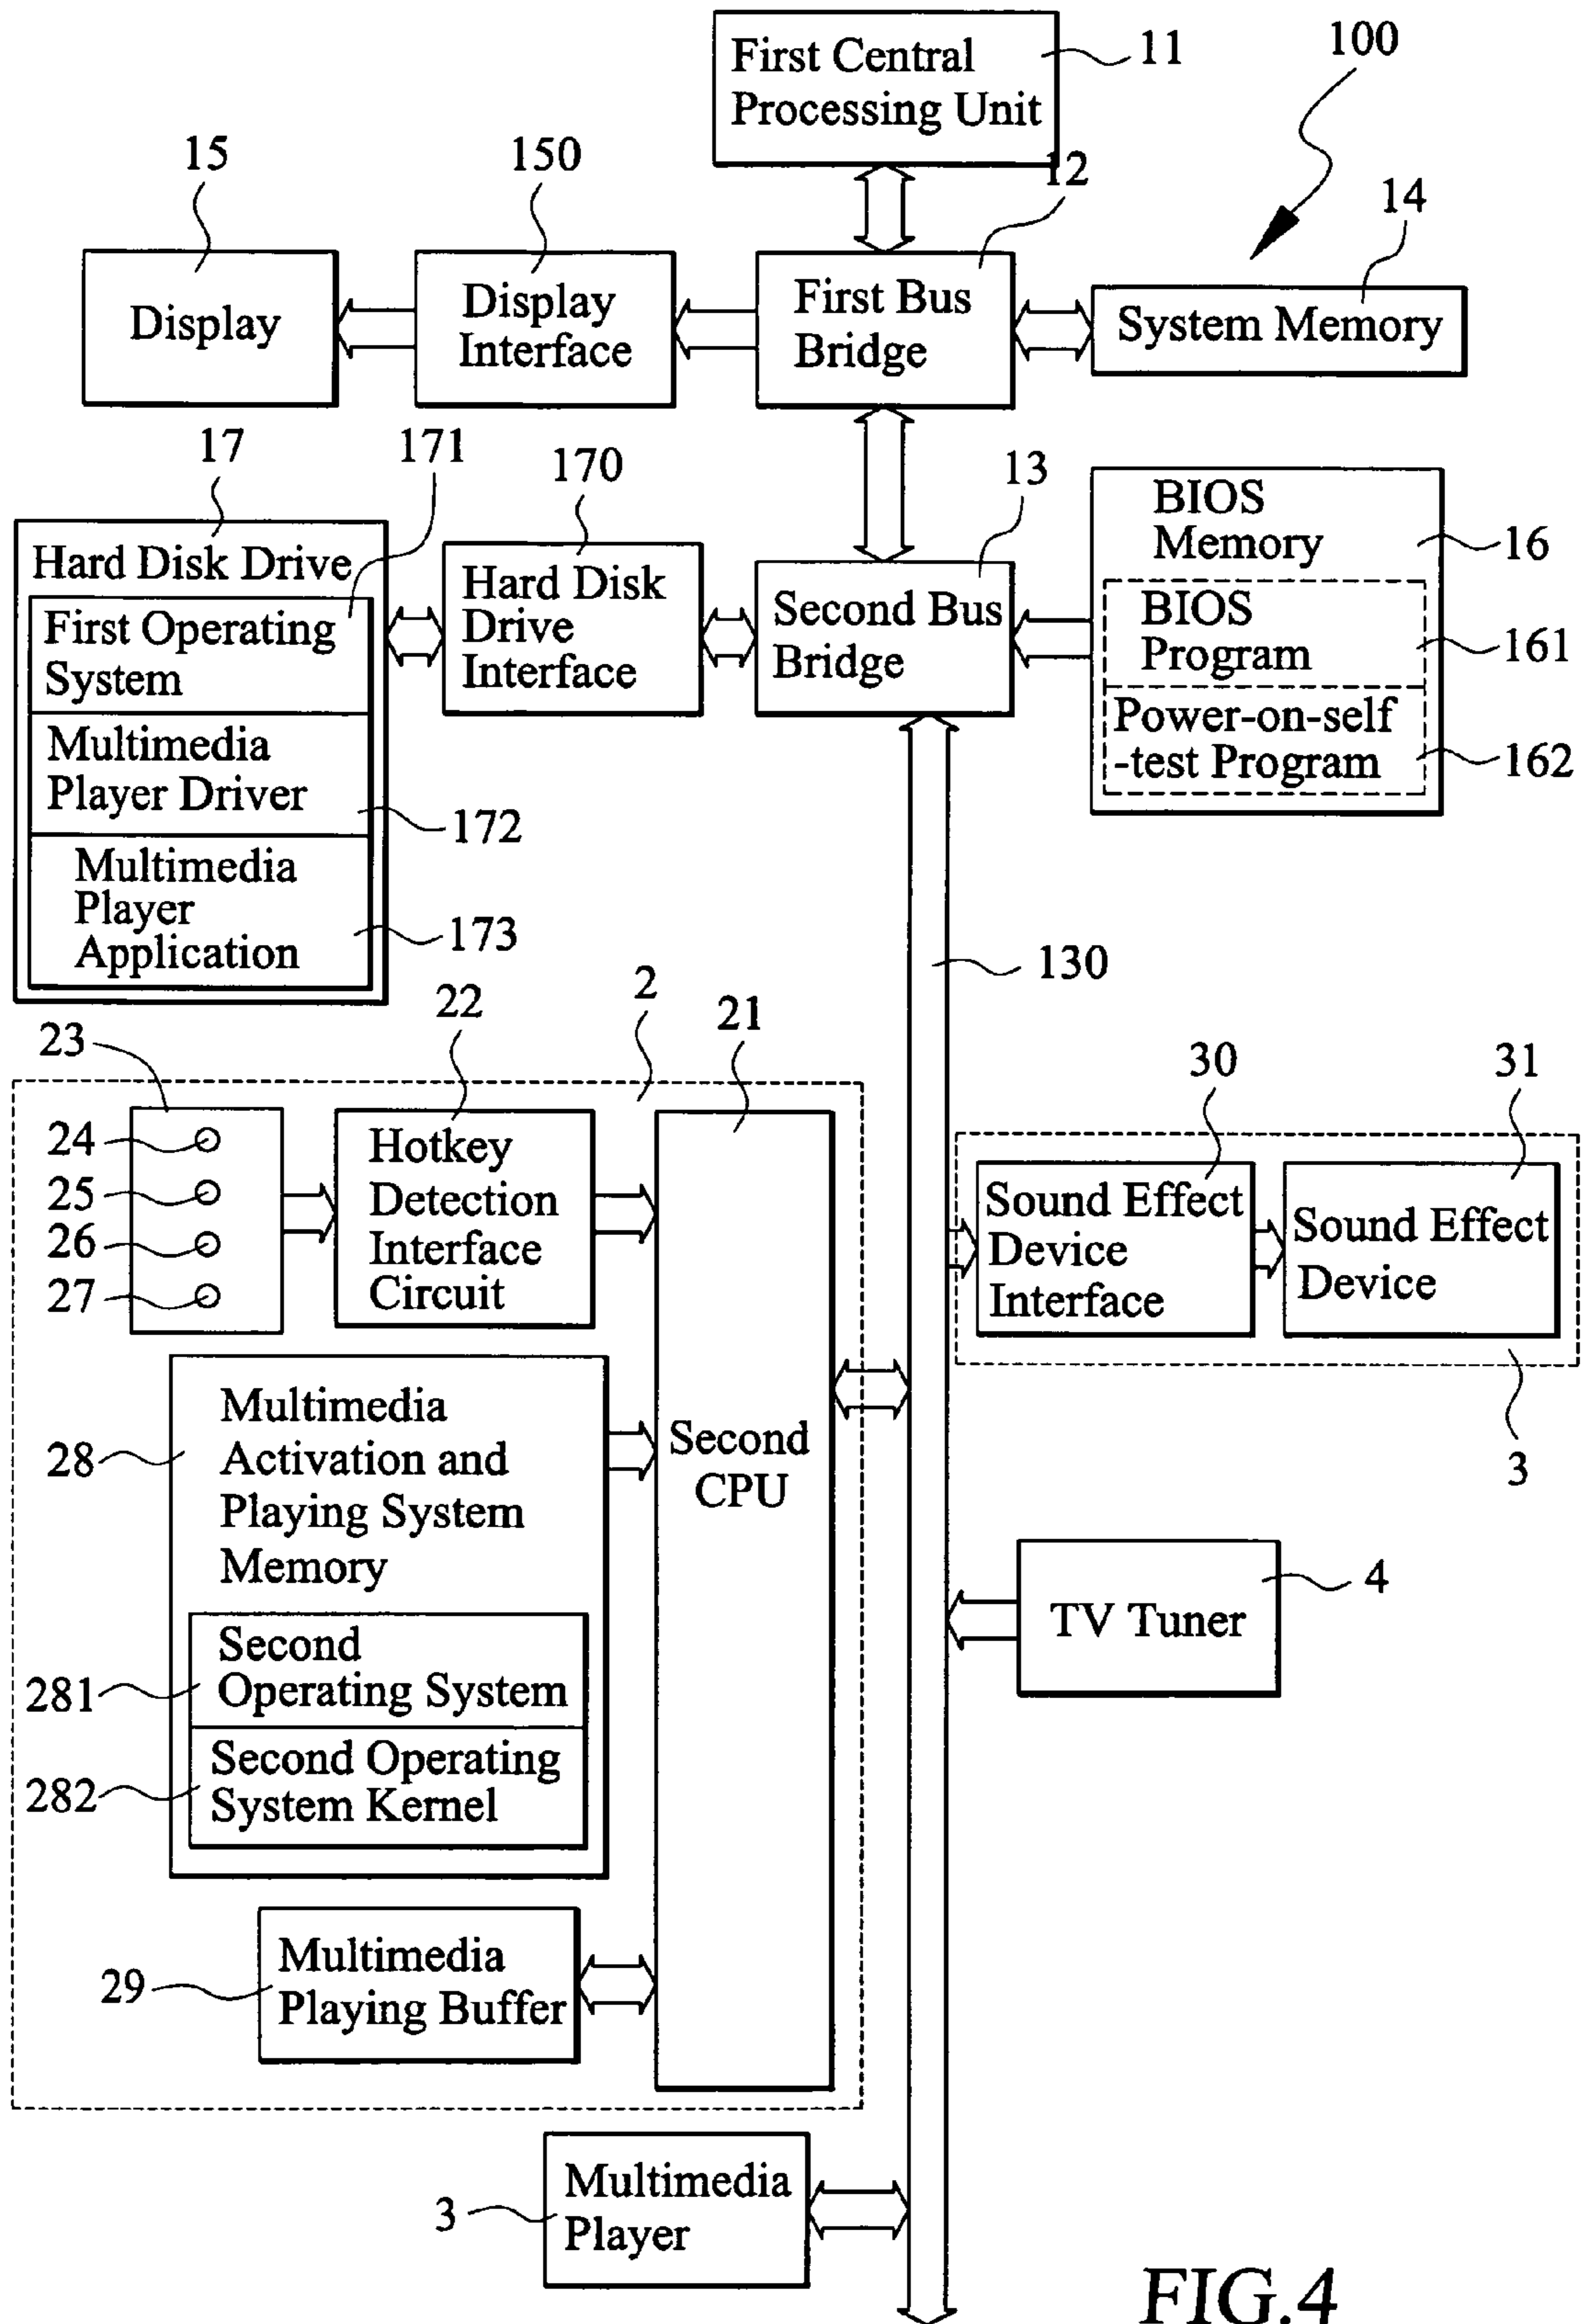 First Central
Processing Unit
11
100
12
15
150
14
Display
Display
Interface
First Bus
Bridge
System Memory
17
171
170
13
Hard Disk Drive
First Operating
System
Multimedia
Player Driver
172
Multimedia
Player
Application
173
Hard Disk
Drive
Interface
Second Bus
Bridge
BIOS
Memory
16
BIOS
Program
161
Power-on-self
-test Program
162
130
23
22
2
21
24
25
26
27
Hotkey
Detection
Interface
Circuit
30
31
Sound Effect
Device
Interface
Sound Effect
Device
3
28
Multimedia
Activation and
Playing System
Memory
Second
CPU
281
Second
Operating System
282
Second Operating
System Kernel
TV Tuner
4
29
Multimedia
Playing Buffer
3
Multimedia
Player
FIG.4